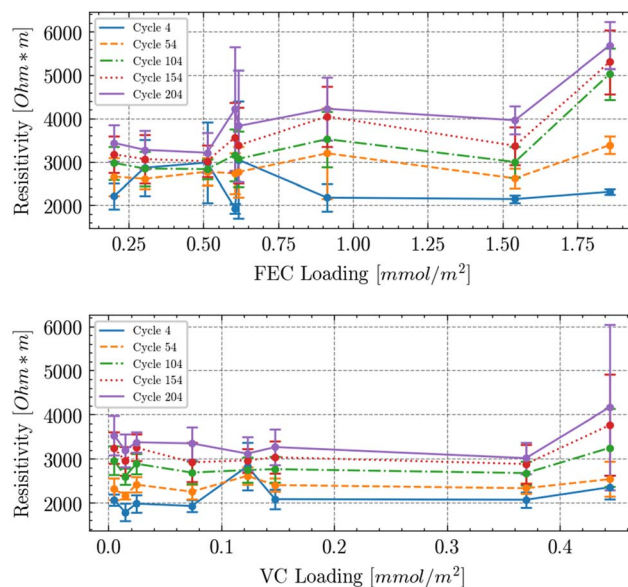 6000
5000
4000
3000
2000
Resisitivity [Ohm * m]
Cycle 4
Cycle 54
Cycle 104
Cycle 154
Cycle 204
0.25 0.50 0.75 1.00 1.25 1.50 1.75
FEC Loading [mmol/m²]
6000
5000
4000
3000
2000
Resisitivity [Ohm * m]
Cycle 4
Cycle 54
Cycle 104
Cycle 154
Cycle 204
0.0 0.1 0.2 0.3 0.4
VC Loading [mmol/m²]